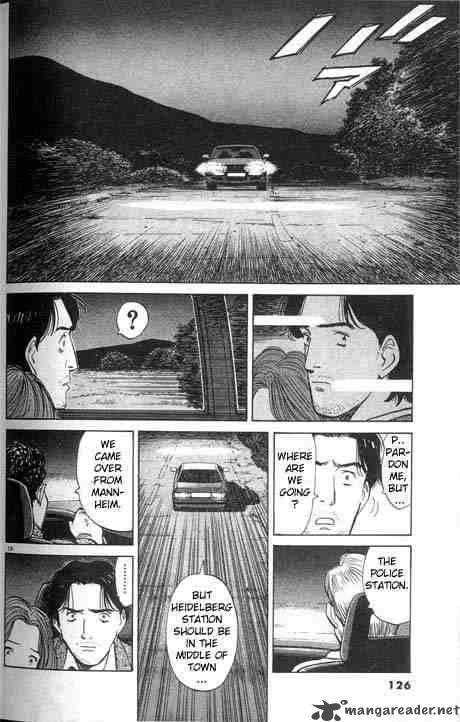 ?
P..
PAR-
DON
ME,
BUT
...
WHERE
ARE
WE
GOING?
THE
POLICE
STATION.
WE
CAME
OVER
FROM
MANN-
HEIM.
BUT
HEIDELBERG
STATION
SHOULD
BE
IN
THE MIDDLE
OF
TOWN
...
.........
126
mangareader.net